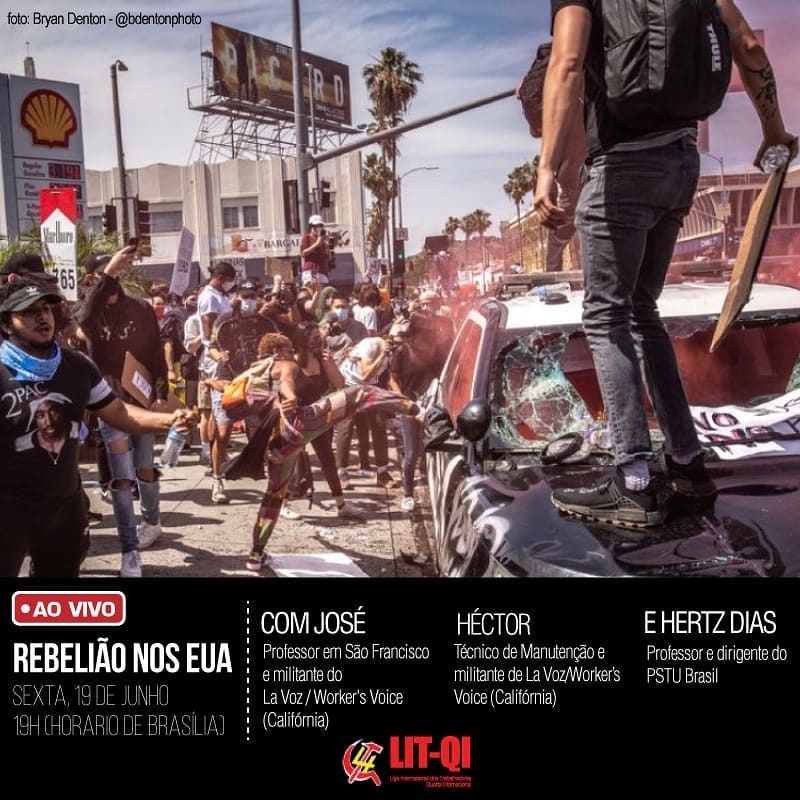 foto: Bryan Denton - @bdentonphoto
THULE
Marlboro
765
2PAC
BARGAI
NO
•AO VIVO
REBELIÃO NOS EUA
SEXTA, 19 DE JUNHO
19H (HORARIO DE BRASÍLIA)
COM JOSÉ
Professor em São Francisco
e militante do
La Voz / Worker's Voice
(Califórnia)
HÉCTOR
Técnico de Manutenção e
militante de La Voz/Worker's
Voice (Califórnia)
E HERTZ DIAS
Professor e dirigente do
PSTU Brasil
LIT-QI
Liga Internacional dos Trabalhadores
Quarta Internacional